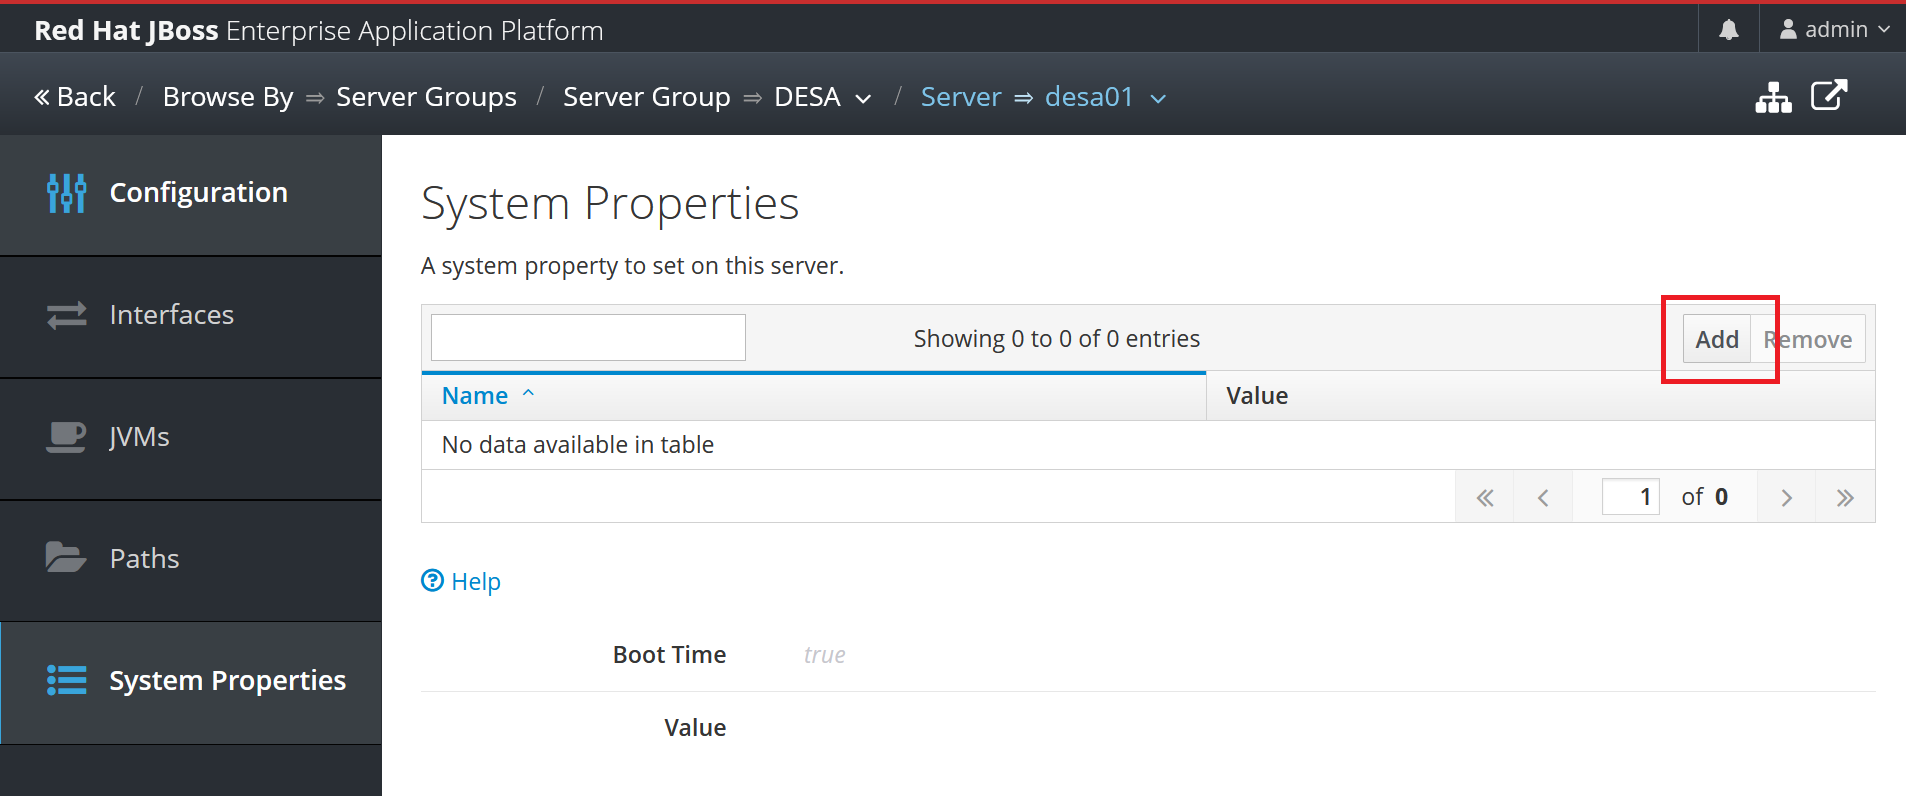 Red Hat JBoss Enterprise Application Platform
admin
Back / Browse By ⇒ Server Groups / Server Group ⇒ DESA / Server ⇒ desa01
Configuration
Interfaces
JVMs
Paths
System Properties
System Properties
A system property to set on this server.
Showing 0 to 0 of 0 entries
Add Remove
Name Value
No data available in table
1 of 0
Help
Boot Time true
Value